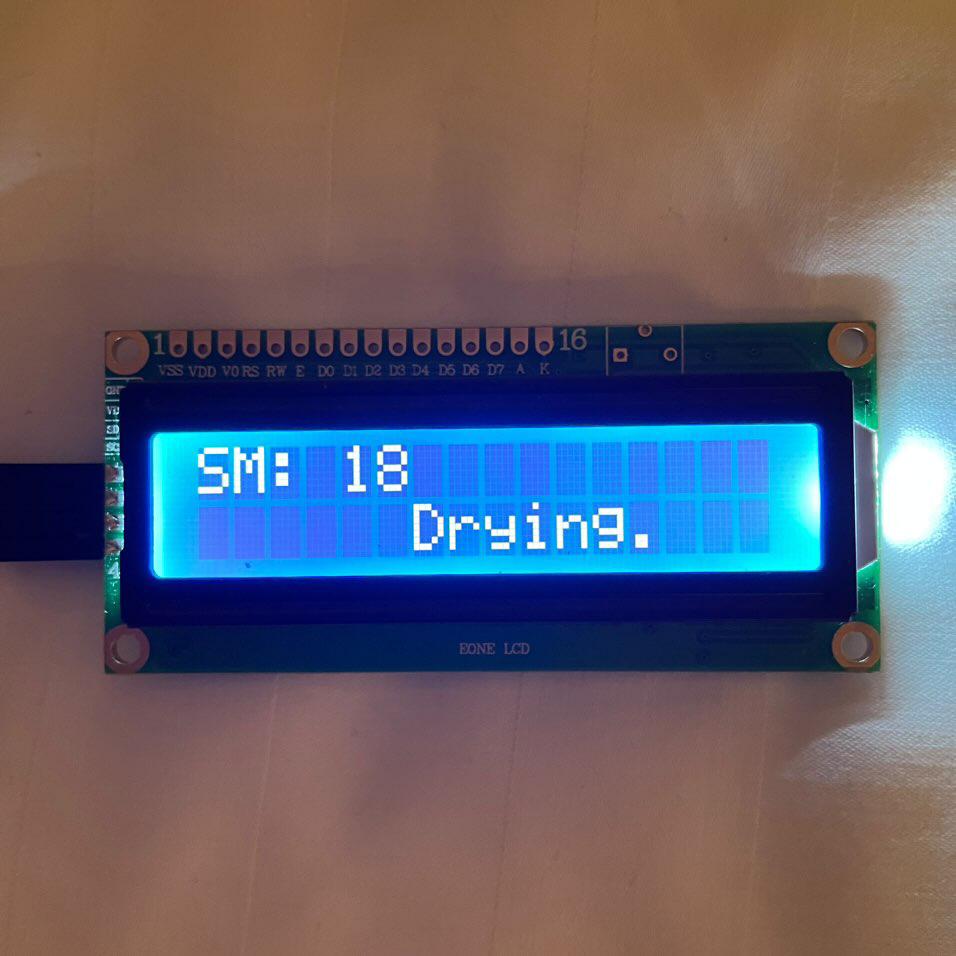 1 16
VSS VDD V0 RS RW E D0 D1 D2 D3 D4 D5 D6 D7 A K
SM: 18
Drying.
EONE LCD